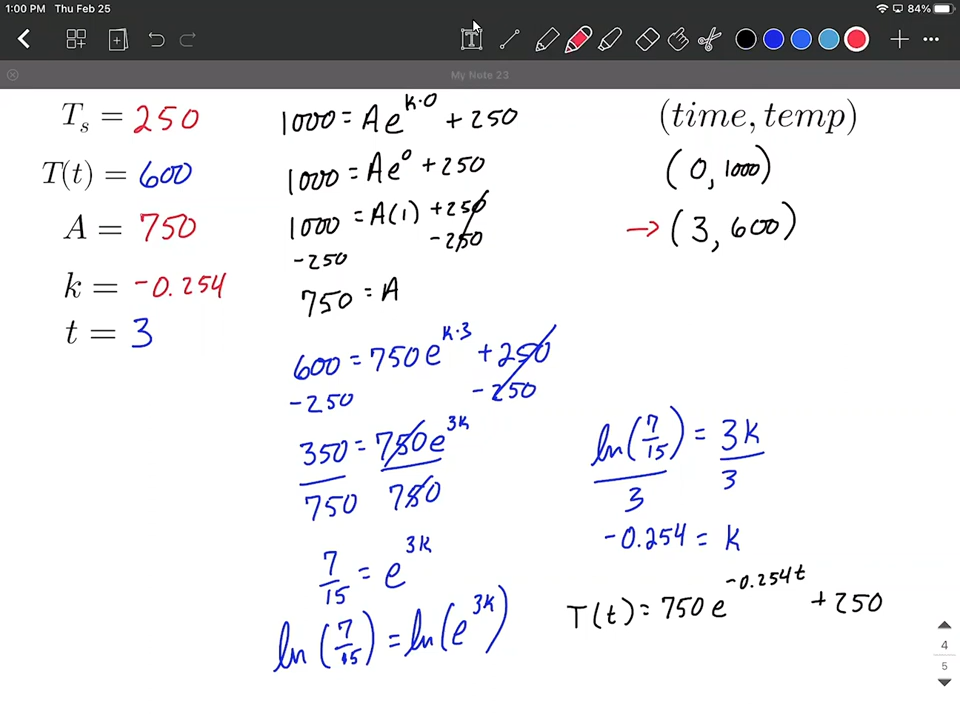 1:00 PM Thu Feb 25
84%
My Note 23
T_s = 250
T(t) = 600
A = 750
k = -0.254
t = 3
1000 = Ae^{k·0} + 250
1000 = Ae^0 + 250
1000 = A(1) + 250
-250 -250
750 = A
600 = 750e^{k·3} + 250
-250 -250
350 = 750e^{3k}
750 750
7/15 = e^{3k}
ln(7/15) = ln(e^{3k})
(time, temp)
(0, 1000)
→ (3, 600)
ln(7/15) = 3k
3 3
-0.254 = k
T(t) = 750e^{-0.254t} + 250
4
5